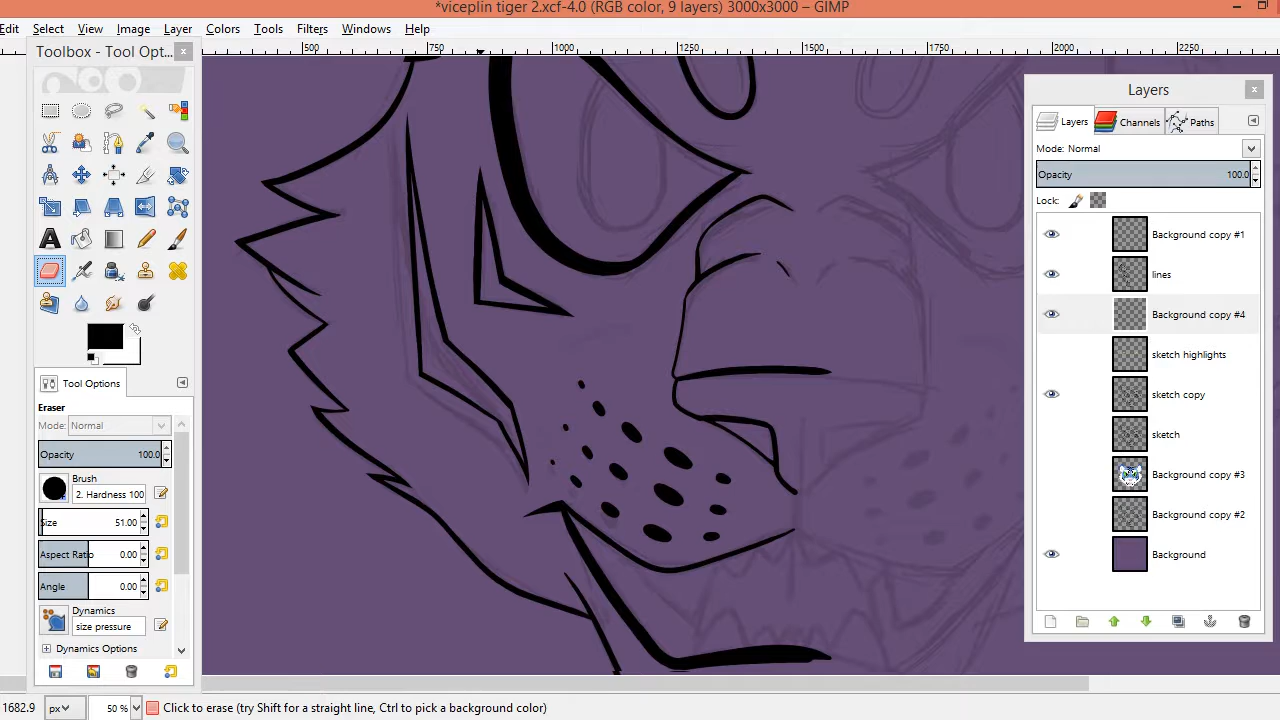 *viceplin tiger 2.xcf-4.0 (RGB color, 9 layers) 3000x3000 – GIMP
Edit Select View Image Layer Colors Tools Filters Windows Help
500 750 1000 1250 1500 1750 2000 2250
Toolbox - Tool Opt...
Tool Options
Eraser
Mode: Normal
Opacity 100.0
Brush
2. Hardness 100
Size 51.00
Aspect Ratio 0.00
Angle 0.00
Dynamics
size pressure
Dynamics Options
Layers
Layers Channels Paths
Mode: Normal
Opacity 100.0
Lock:
Background copy #1
lines
Background copy #4
sketch highlights
sketch copy
sketch
Background copy #3
Background copy #2
Background
1682.9 px 50 % Click to erase (try Shift for a straight line, Ctrl to pick a background color)